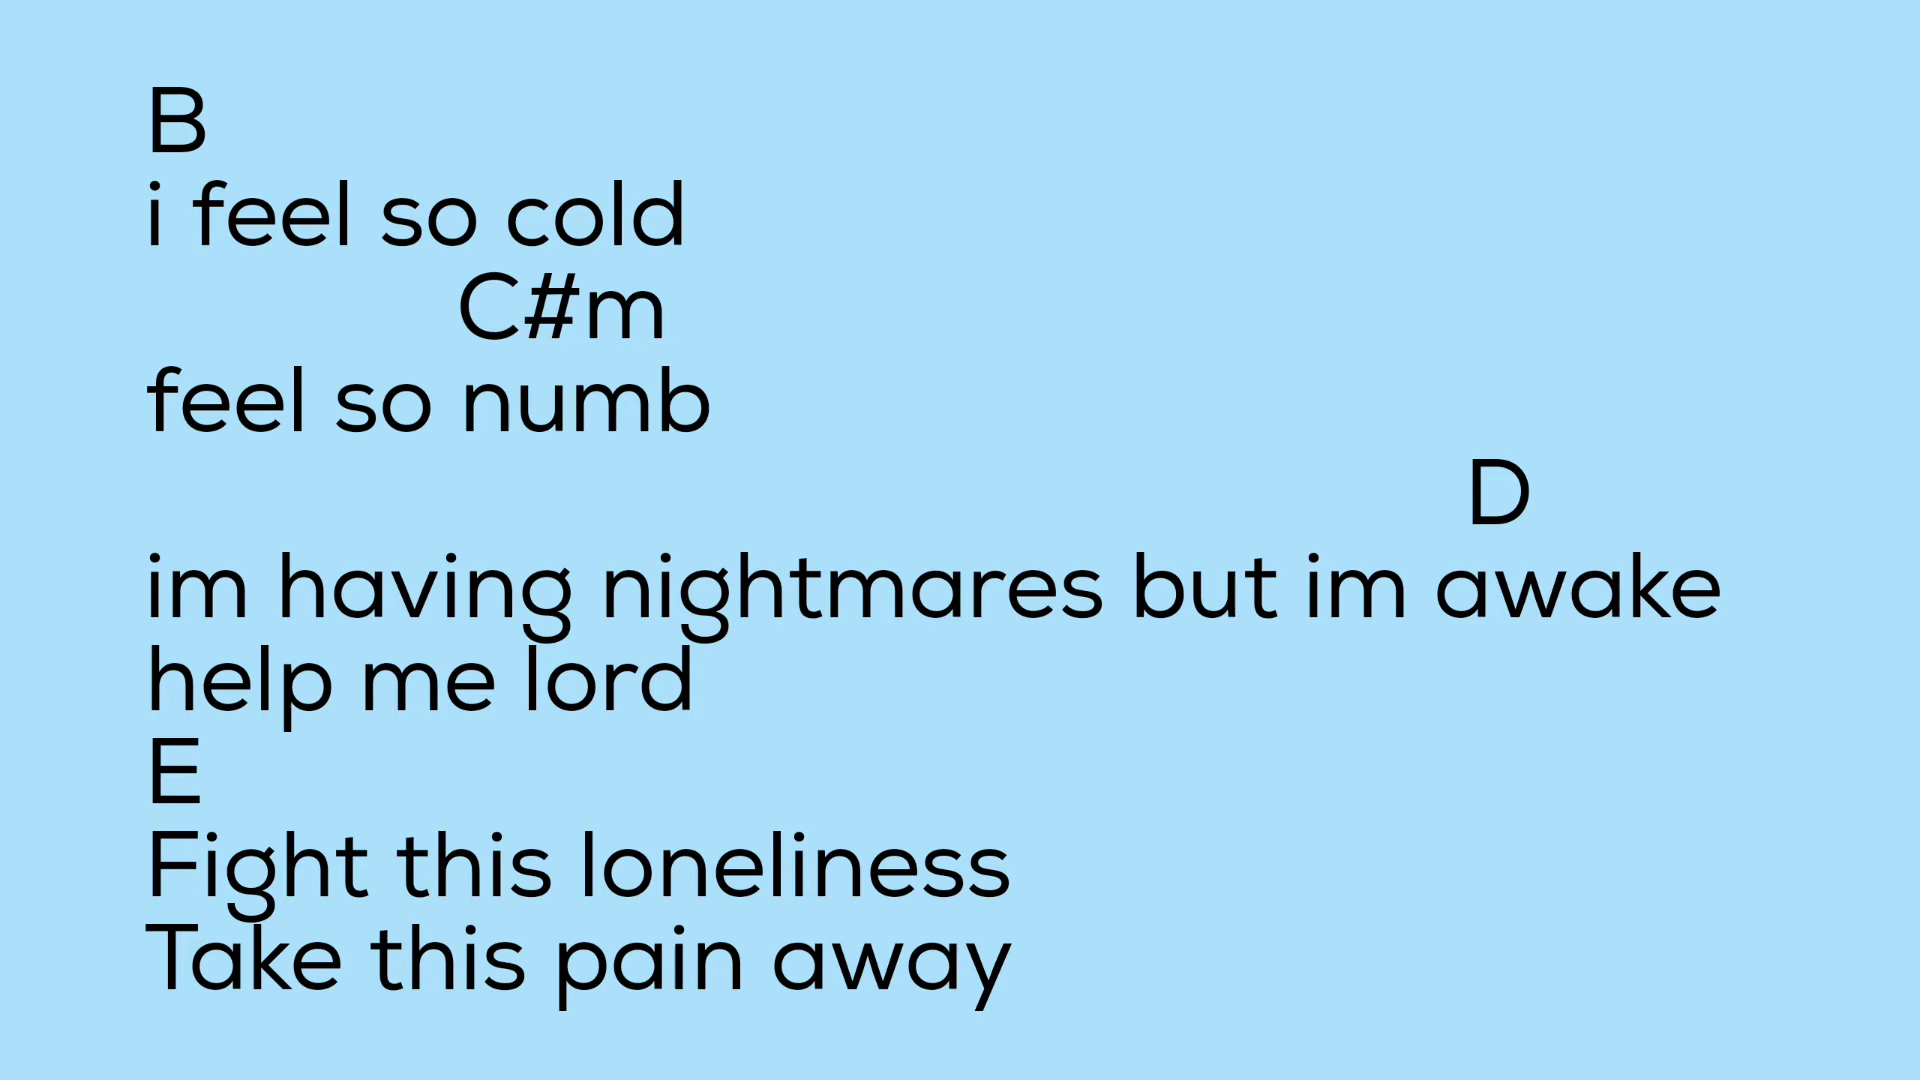 B
i feel so cold
C#m
feel so numb
D
im having nightmares but im awake
help me lord
E
Fight this loneliness
Take this pain away